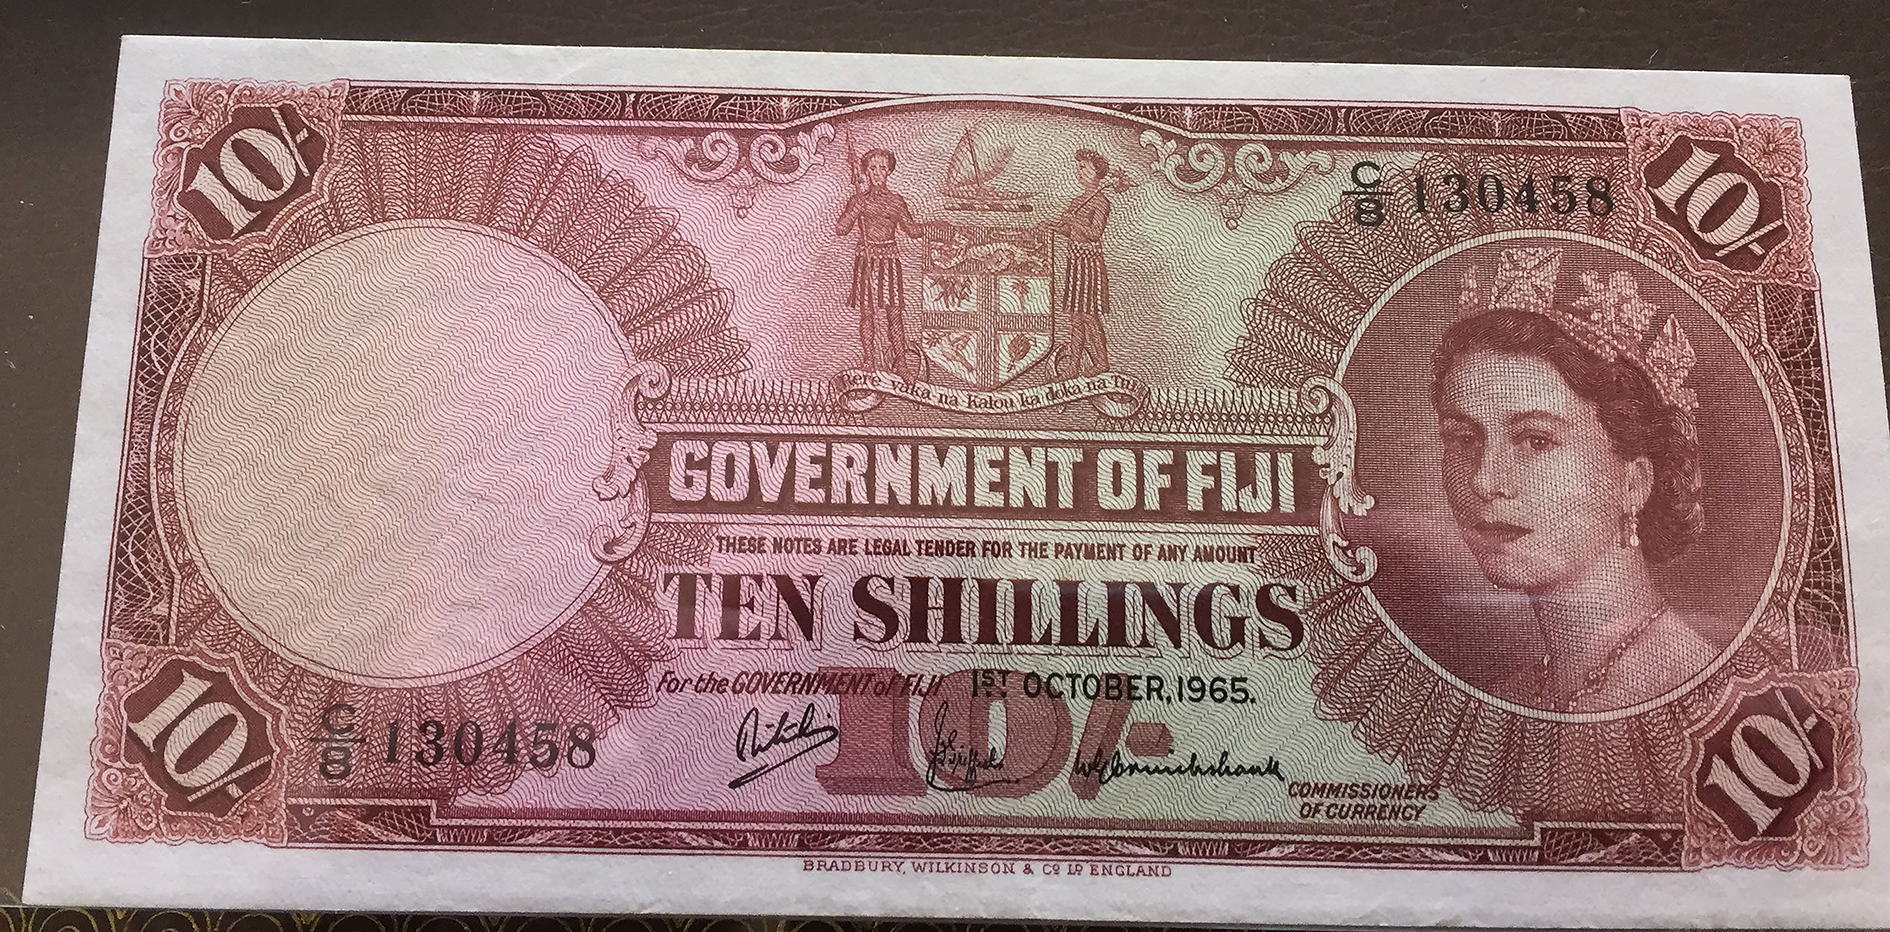 10/-
10/-
C/8 130458
Rere vaka na Kalou ka doka na Tui
GOVERNMENT OF FIJI
THESE NOTES ARE LEGAL TENDER FOR THE PAYMENT OF ANY AMOUNT
TEN SHILLINGS
For the GOVERNMENT of FIJI 1ST OCTOBER, 1965.
10/-
C/8 130458
COMMISSIONERS
OF CURRENCY
10/-
10/-
BRADBURY, WILKINSON & Co LD ENGLAND